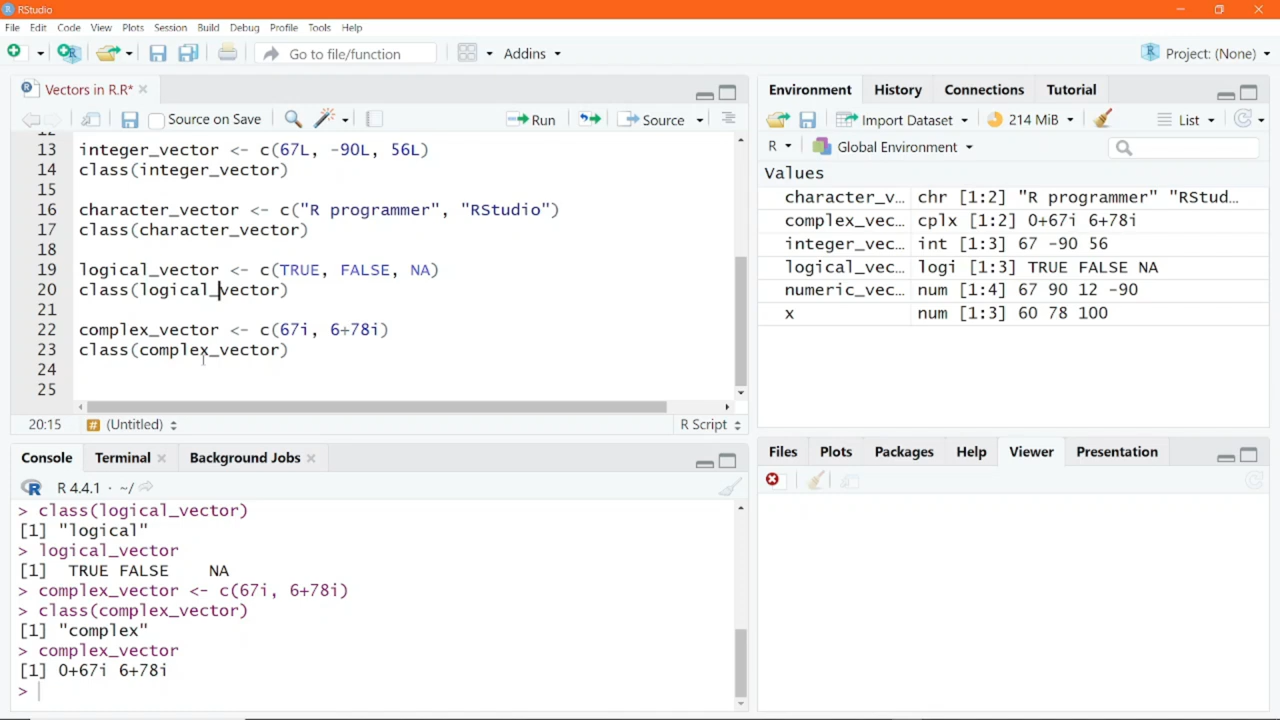 RStudio
File Edit Code View Plots Session Build Debug Profile Tools Help
Go to file/function Addins Project: (None)
Vectors in R.R*
Source on Save Run Source
13 integer_vector <- c(67L, -90L, 56L)
14 class(integer_vector)
15
16 character_vector <- c("R programmer", "RStudio")
17 class(character_vector)
18
19 logical_vector <- c(TRUE, FALSE, NA)
20 class(logical_vector)
21
22 complex_vector <- c(67i, 6+78i)
23 class(complex_vector)
24
25
20:15 # (Untitled) R Script
Console Terminal Background Jobs
R 4.4.1 · ~/
> class(logical_vector)
[1] "logical"
> logical_vector
[1]  TRUE FALSE    NA
> complex_vector <- c(67i, 6+78i)
> class(complex_vector)
[1] "complex"
> complex_vector
[1] 0+67i 6+78i
>
Environment History Connections Tutorial
Import Dataset 214 MiB List
R Global Environment
Values
character_v... chr [1:2] "R programmer" "RStud...
complex_vec... cplx [1:2] 0+67i 6+78i
integer_vec... int [1:3] 67 -90 56
logical_vec... logi [1:3] TRUE FALSE NA
numeric_vec... num [1:4] 67 90 12 -90
x num [1:3] 60 78 100
Files Plots Packages Help Viewer Presentation